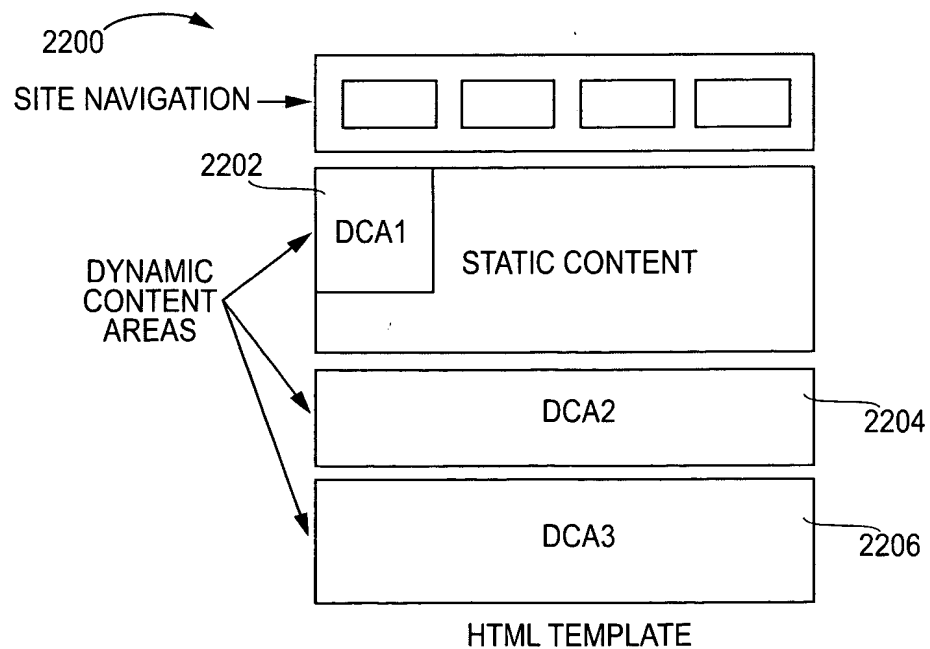 2200
SITE NAVIGATION
2202
DCA1
STATIC CONTENT
DYNAMIC
CONTENT
AREAS
DCA2
2204
DCA3
2206
HTML TEMPLATE